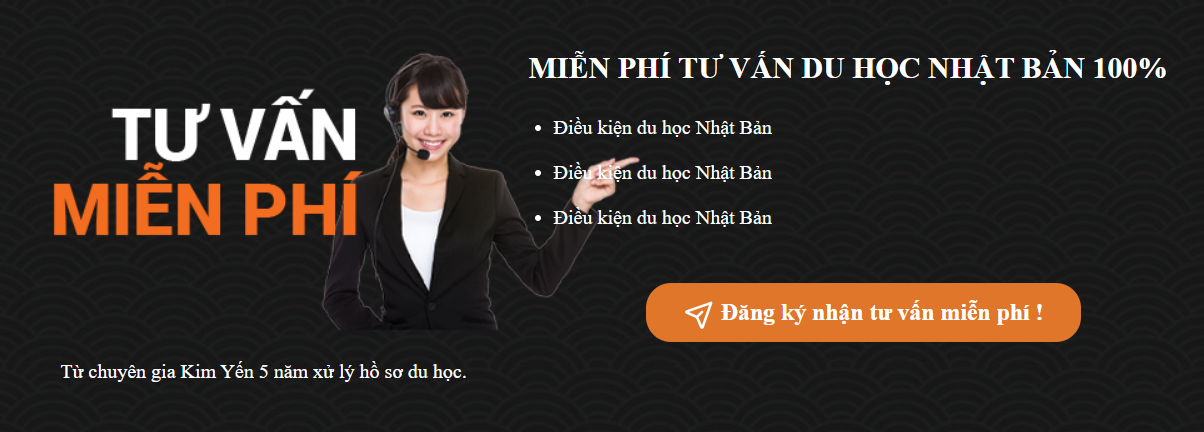 TƯ VẤN
MIỄN PHÍ
Từ chuyên gia Kim Yến 5 năm xử lý hồ sơ du học.
MIỄN PHÍ TƯ VẤN DU HỌC NHẬT BẢN 100%
• Điều kiện du học Nhật Bản
• Điều kiện du học Nhật Bản
• Điều kiện du học Nhật Bản
Đăng ký nhận tư vấn miễn phí !